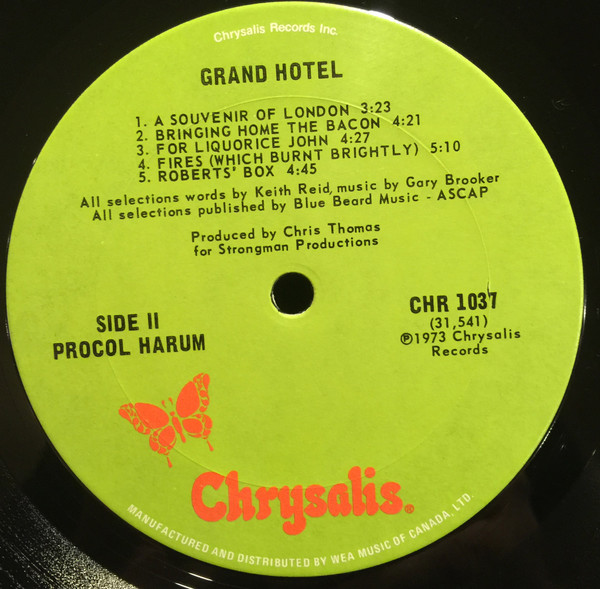 Chrysalis Records Inc.
GRAND HOTEL
1. A SOUVENIR OF LONDON 3:23
2. BRINGING HOME THE BACON 4:21
3. FOR LIQUORICE JOHN 4:27
4. FIRES (WHICH BURNT BRIGHTLY) 5:10
5. ROBERTS' BOX 4:45
All selections words by Keith Reid, music by Gary Brooker
All selections published by Blue Beard Music - ASCAP
Produced by Chris Thomas
for Strongman Productions
SIDE II
PROCOL HARUM
CHR 1037
(31,541)
℗1973 Chrysalis
Records
Chrysalis®
MANUFACTURED AND DISTRIBUTED BY WEA MUSIC OF CANADA, LTD.